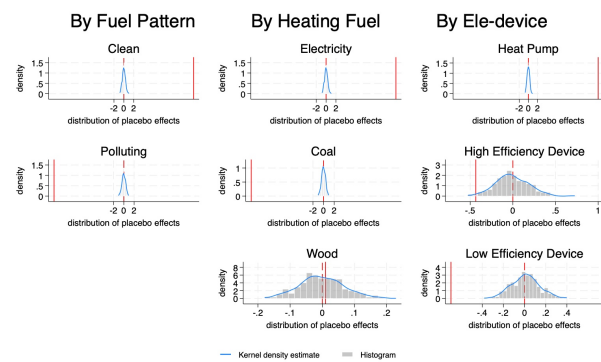 By Fuel Pattern By Heating Fuel By Ele-device
Clean Electricity Heat Pump
density 1.5 1 .5 0 density 1.5 1 .5 0 density 1.5 1 .5 0
-2 0 2 -2 0 2 -2 0 2
distribution of placebo effects distribution of placebo effects distribution of placebo effects
Polluting Coal High Efficiency Device
density 1.5 1 .5 0 density 1 .5 0 density 3 2 1 0
-2 0 2 -2 0 2 -.5 0 .5 1
distribution of placebo effects distribution of placebo effects distribution of placebo effects
Wood Low Efficiency Device
density 8 6 4 2 0 density 4 3 2 1 0
-.2 -.1 0 .1 .2 -.4 -.2 0 .2 .4
distribution of placebo effects distribution of placebo effects
Kernel density estimate Histogram